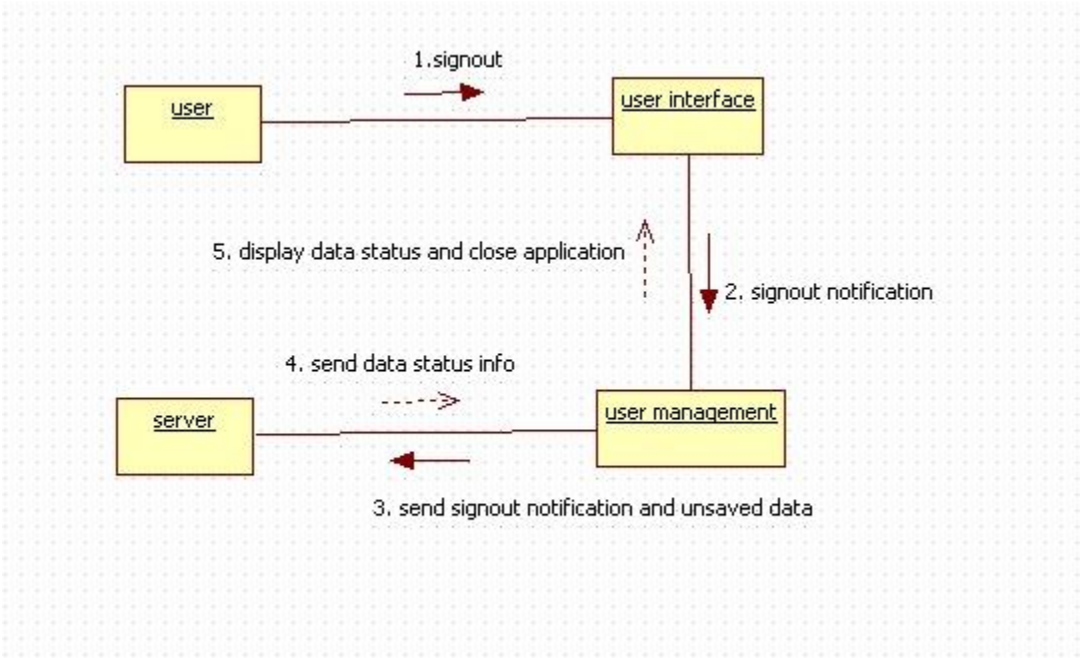 1.signout
user
user interface
5. display data status and close application
2. signout notification
4. send data status info
server
user management
3. send signout notification and unsaved data